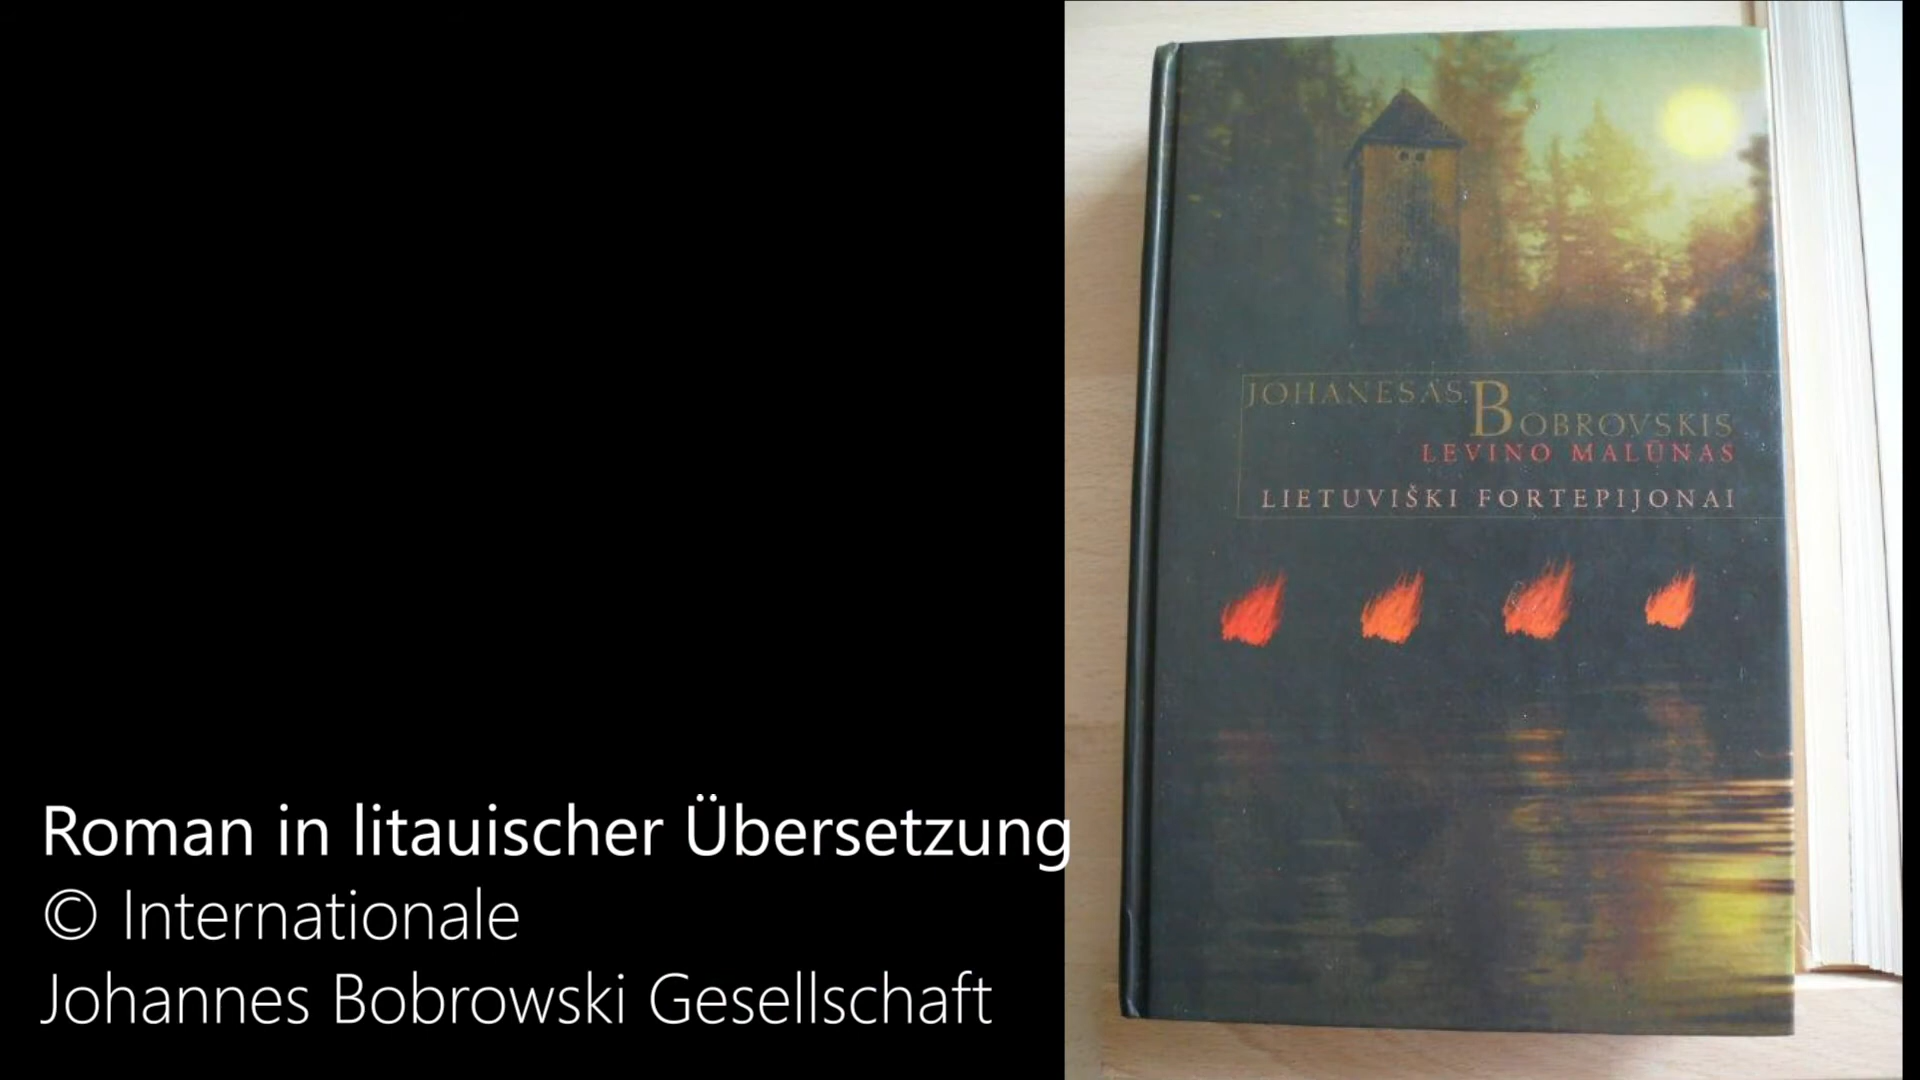 Roman in litauischer Übersetzung
© Internationale
Johannes Bobrowski Gesellschaft
JOHANESAS BOBROVSKIS
LEVINO MALŪNAS
LIETUVIŠKI FORTEPIJONAI